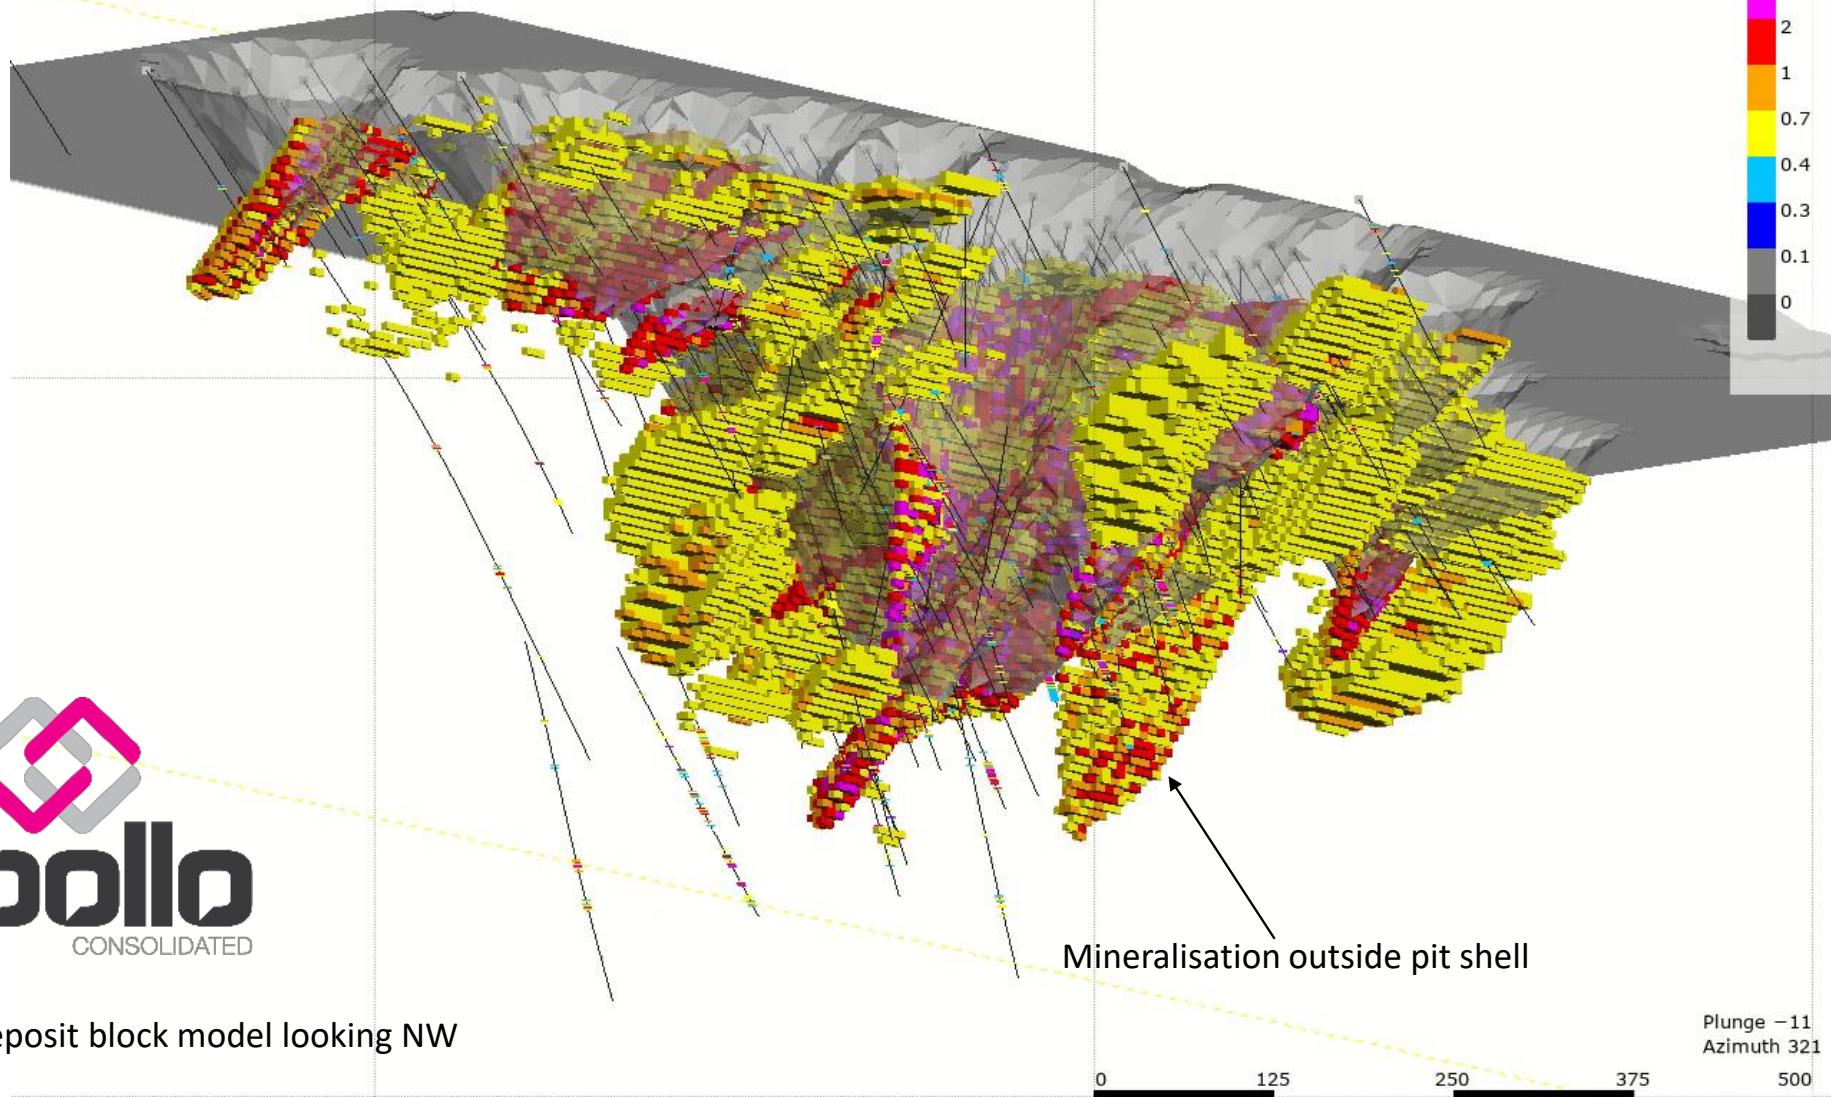 2
1
0.7
0.4
0.3
0.1
0
ollo
CONSOLIDATED
Mineralisation outside pit shell
eposit block model looking NW
Plunge −11
Azimuth 321
0 125 250 375 500